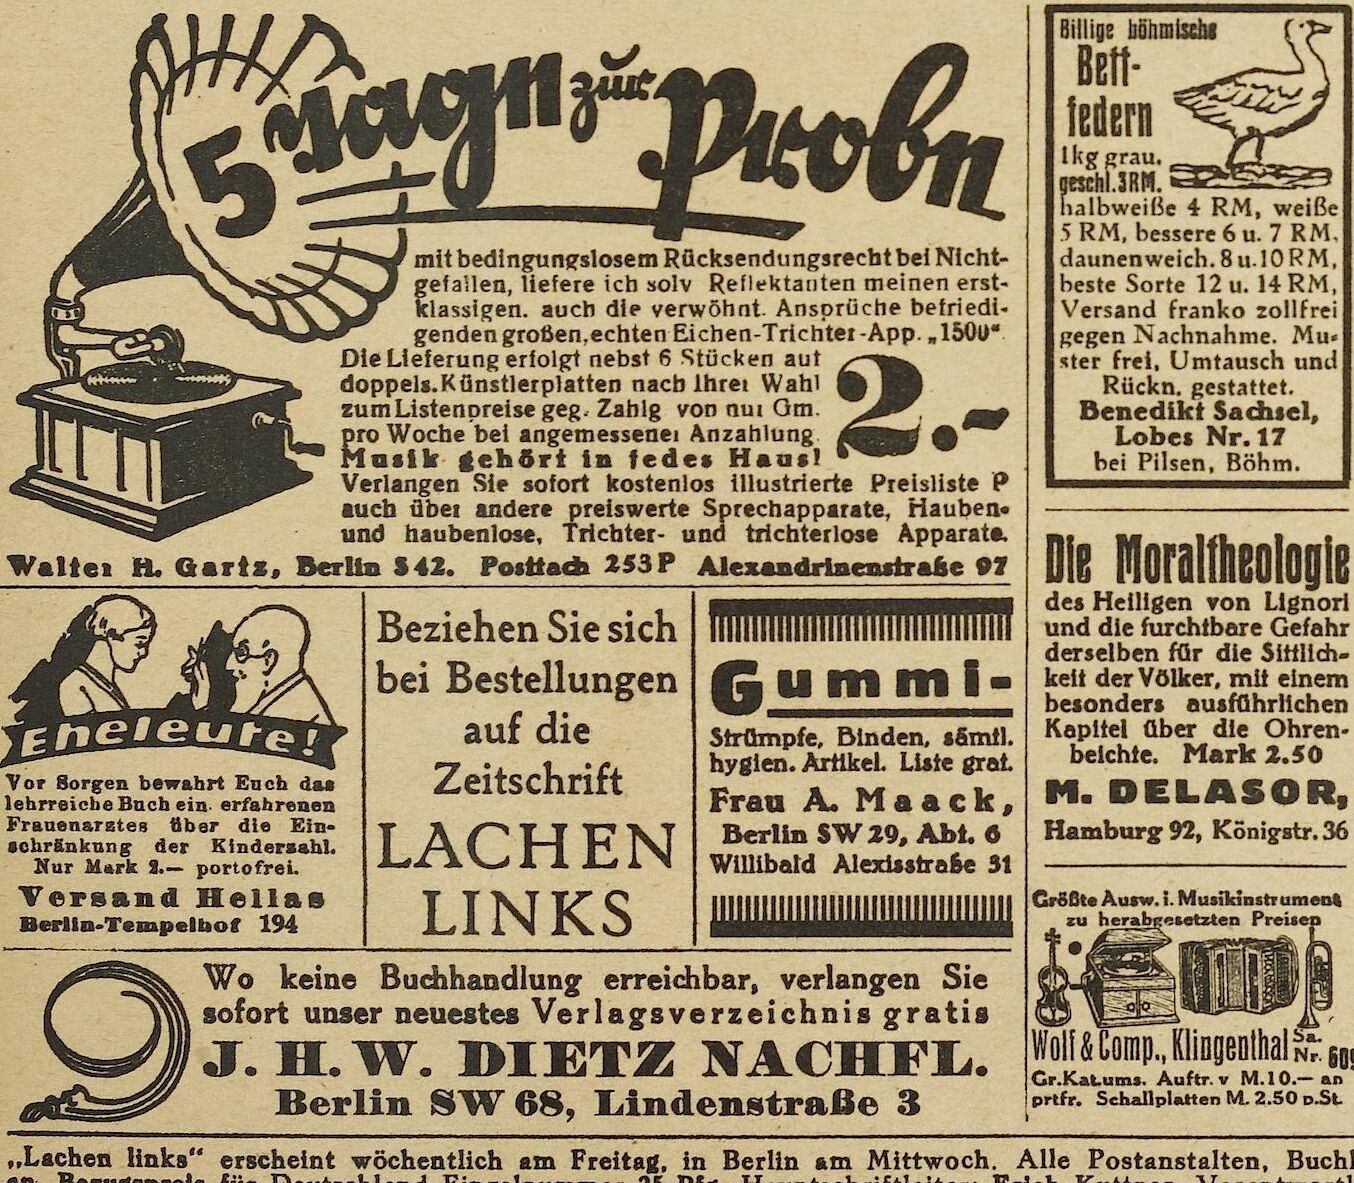 5 Tage zur Probe
mit bedingungslosem Rücksendungsrecht bei Nicht-
gefallen, liefere ich solv Reflektanten meinen erst-
klassigen. auch die verwöhnt. Ansprüche befriedi-
genden großen, echten Eichen-Trichter-App. „1500“.
Die Lieferung erfolgt nebst 6 Stücken auf
doppels. Künstlerplatten nach Ihrer Wahl
zum Listenpreise geg. Zahlg von nur Gm.
pro Woche bei angemessener Anzahlung.
2.-
Musik gehört in jedes Haus!
Verlangen Sie sofort kostenlos illustrierte Preisliste P
auch über andere preiswerte Sprechapparate, Hauben-
und haubenlose, Trichter- und trichterlose Apparate.
Walter H. Gartz, Berlin S 42. Postfach 253 P Alexandrinenstraße 97
Eheleute!
Vor Sorgen bewahrt Euch das
lehrreiche Buch ein. erfahrenen
Frauenarztes über die Ein-
schränkung der Kinderzahl.
Nur Mark 2.— portofrei.
Versand Hellas
Berlin-Tempelhof 194
Beziehen Sie sich
bei Bestellungen
auf die
Zeitschrift
LACHEN
LINKS
Gummi-
Strümpfe, Binden, sämtl.
hygien. Artikel. Liste grat.
Frau A. Maack,
Berlin SW 29, Abt. 6
Willibald Alexisstraße 31
Wo keine Buchhandlung erreichbar, verlangen Sie
sofort unser neuestes Verlagsverzeichnis gratis
J. H. W. DIETZ NACHFL.
Berlin SW 68, Lindenstraße 3
Billige böhmische
Bett-
federn
1 kg grau.
geschl. 3 RM.
halbweiße 4 RM, weiße
5 RM, bessere 6 u. 7 RM.
daunenweich. 8 u. 10 RM,
beste Sorte 12 u. 14 RM,
Versand franko zollfrei
gegen Nachnahme. Mu-
ster frei, Umtausch und
Rückn. gestattet.
Benedikt Sachsel,
Lobes Nr. 17
bei Pilsen, Böhm.
Die Moraltheologie
des Heiligen von Lignori
und die furchtbare Gefahr
derselben für die Sittlich-
keit der Völker, mit einem
besonders ausführlichen
Kapitel über die Ohren-
beichte. Mark 2.50
M. DELASOR,
Hamburg 92, Königstr. 36
Größte Ausw. i. Musikinstrument
zu herabgesetzten Preisen
Wolf & Comp., Klingenthal Sa. Nr. 609
Gr. Kat. ums. Auftr. v M. 10.— an
prtfr. Schallplatten M. 2.50 p. St.
„Lachen links“ erscheint wöchentlich am Freitag, in Berlin am Mittwoch. Alle Postanstalten, Buchh